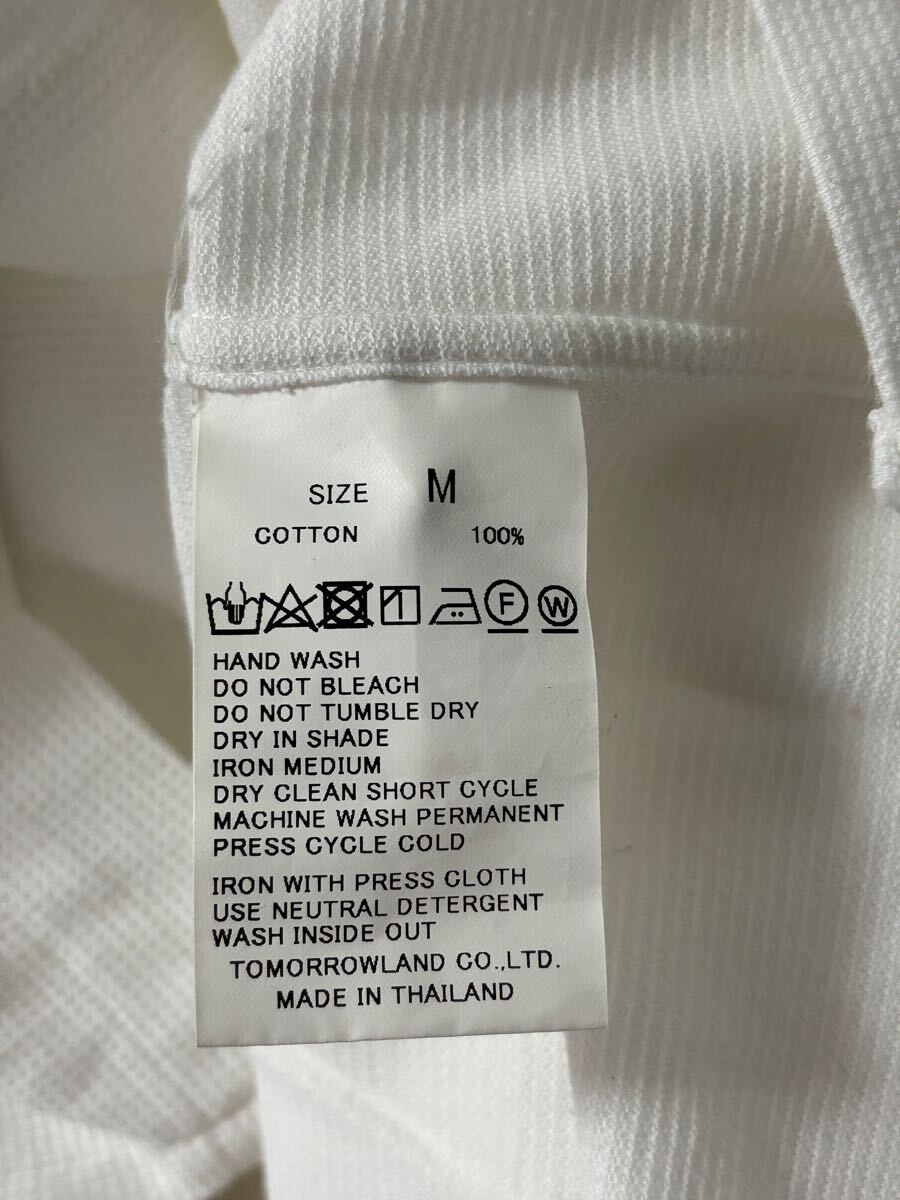 SIZE M
COTTON 100%
F W
HAND WASH
DO NOT BLEACH
DO NOT TUMBLE DRY
DRY IN SHADE
IRON MEDIUM
DRY CLEAN SHORT CYCLE
MACHINE WASH PERMANENT
PRESS CYCLE COLD
IRON WITH PRESS CLOTH
USE NEUTRAL DETERGENT
WASH INSIDE OUT
TOMORROWLAND CO.,LTD.
MADE IN THAILAND